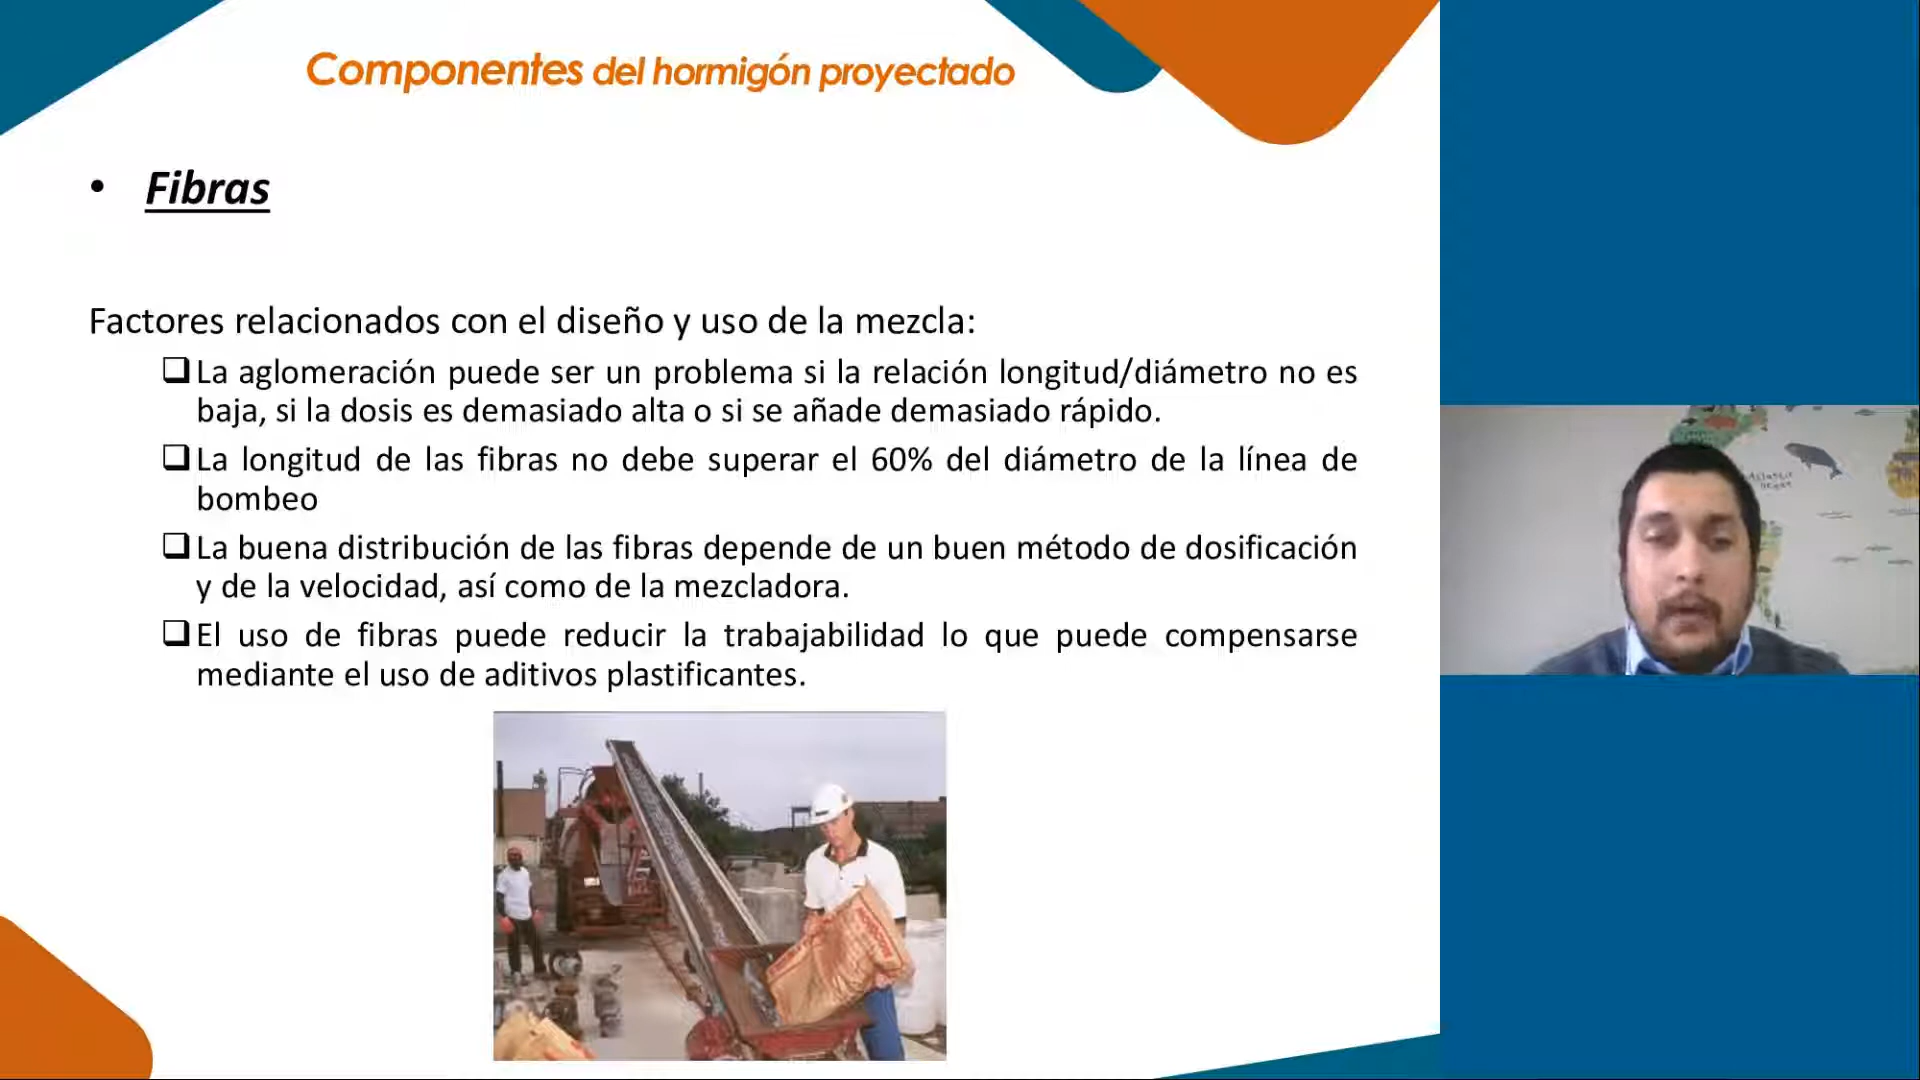 Componentes del hormigón proyectado
• Fibras
Factores relacionados con el diseño y uso de la mezcla:
❑La aglomeración puede ser un problema si la relación longitud/diámetro no es
baja, si la dosis es demasiado alta o si se añade demasiado rápido.
❑La longitud de las fibras no debe superar el 60% del diámetro de la línea de
bombeo
❑La buena distribución de las fibras depende de un buen método de dosificación
y de la velocidad, así como de la mezcladora.
❑El uso de fibras puede reducir la trabajabilidad lo que puede compensarse
mediante el uso de aditivos plastificantes.